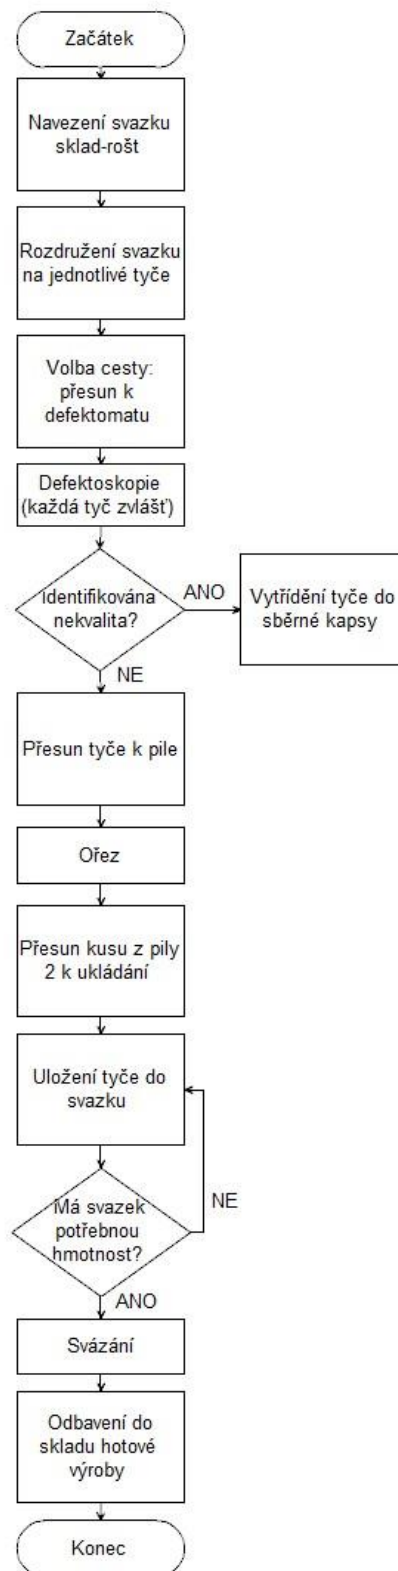 Začátek
Navezení svazku
sklad-rošt
Rozdružení svazku
na jednotlivé tyče
Volba cesty:
přesun k
defektomatu
Defektoskopie
(každá tyč zvlášť)
Identifikována
nekvalita?
ANO
Vytřídění tyče do
sběrné kapsy
NE
Přesun tyče k pile
Ořez
Přesun kusu z pily
2 k ukládání
Uložení tyče do
svazku
Má svazek
potřebnou
hmotnost?
NE
ANO
Svázání
Odbavení do
skladu hotové
výroby
Konec